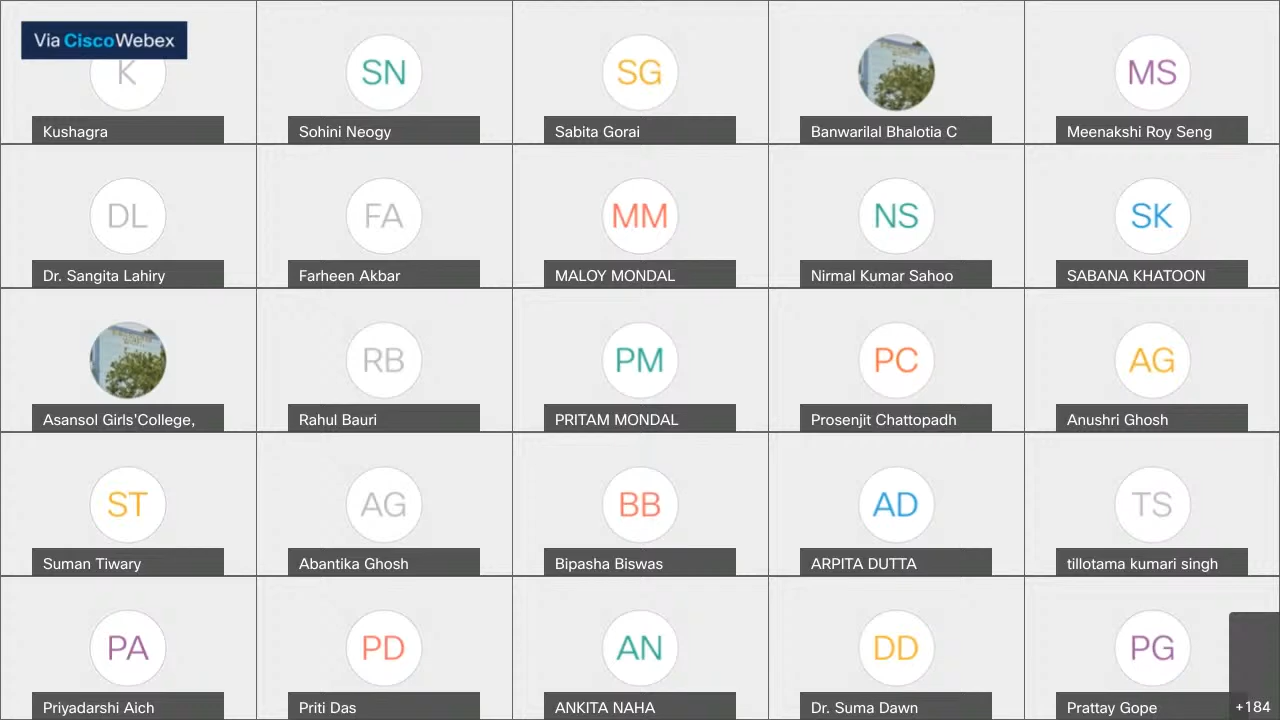 Via CiscoWebex
K
SN
SG
MS
Kushagra
Sohini Neogy
Sabita Gorai
Banwarilal Bhalotia C
Meenakshi Roy Seng
DL
FA
MM
NS
SK
Dr. Sangita Lahiry
Farheen Akbar
MALOY MONDAL
Nirmal Kumar Sahoo
SABANA KHATOON
RB
PM
PC
AG
Asansol Girls'College,
Rahul Bauri
PRITAM MONDAL
Prosenjit Chattopadh
Anushri Ghosh
ST
AG
BB
AD
TS
Suman Tiwary
Abantika Ghosh
Bipasha Biswas
ARPITA DUTTA
tillotama kumari singh
PA
PD
AN
DD
PG
Priyadarshi Aich
Priti Das
ANKITA NAHA
Dr. Suma Dawn
Prattay Gope
+184